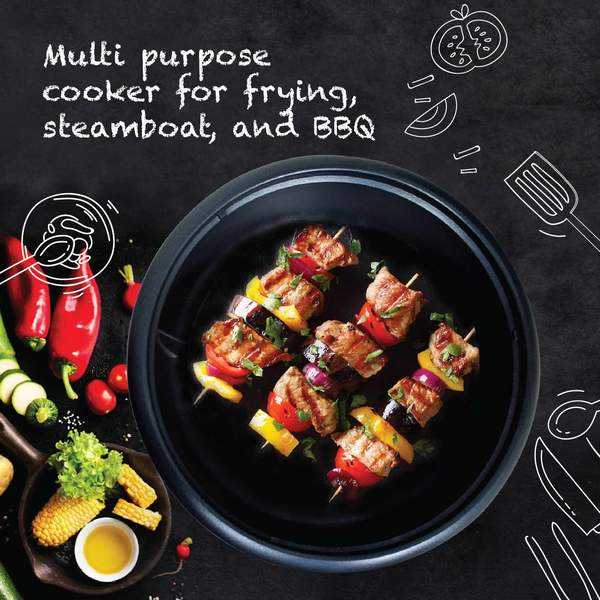 Multi purpose
cooker for frying,
steamboat, and BBQ